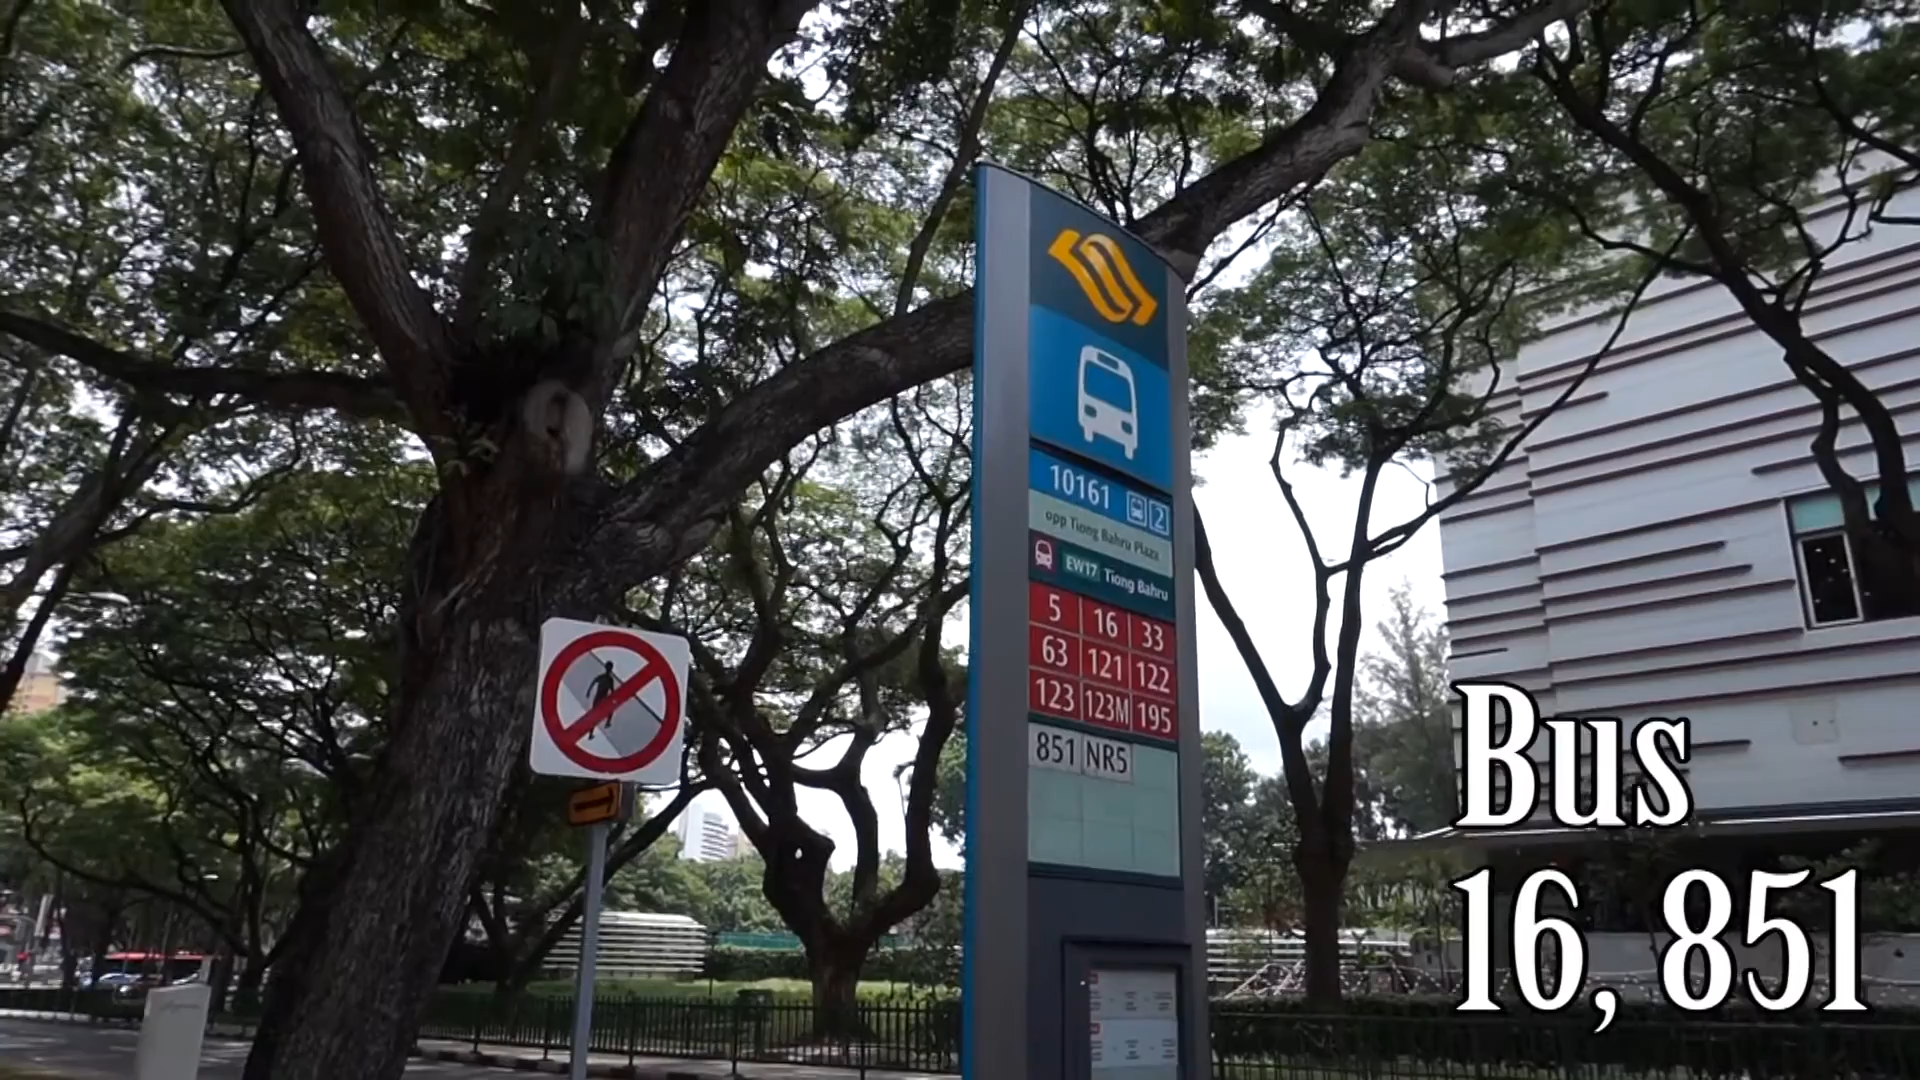 10161 2
opp Tiong Bahru Plaza
EW17 Tiong Bahru
5 16 33
63 121 122
123 123M 195
851 NR5
Bus
16, 851